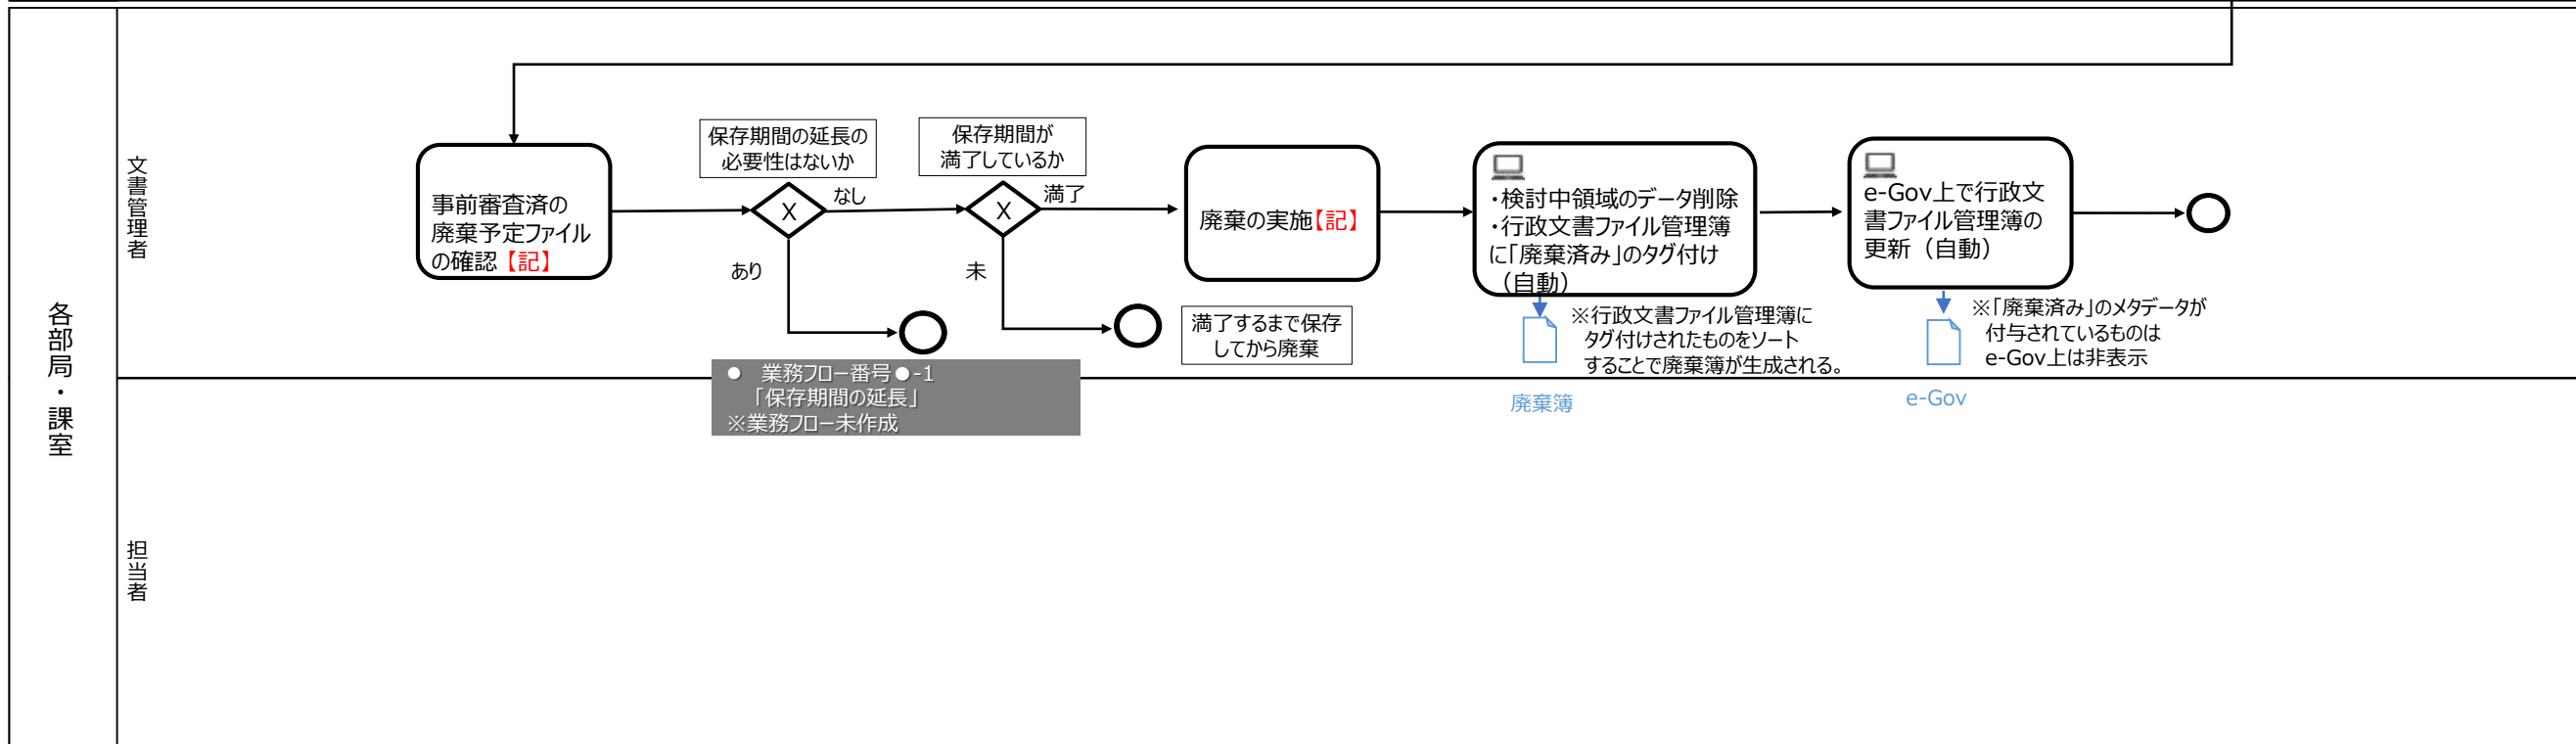 各部局・課室
文書管理者
事前審査済の
廃棄予定ファイル
の確認【記】
保存期間の延長の
必要性はないか
X
なし
あり
保存期間が
満了しているか
X
満了
未
廃棄の実施【記】
満了するまで保存
してから廃棄
・検討中領域のデータ削除
・行政文書ファイル管理簿
に「廃棄済み」のタグ付け
（自動）
※行政文書ファイル管理簿に
タグ付けされたものをソート
することで廃棄簿が生成される。
廃棄簿
e-Gov上で行政文
書ファイル管理簿の
更新（自動）
※「廃棄済み」のメタデータが
付与されているものは
e-Gov上は非表示
e-Gov
● 業務フロー番号●-1
「保存期間の延長」
※業務フロー未作成
担当者